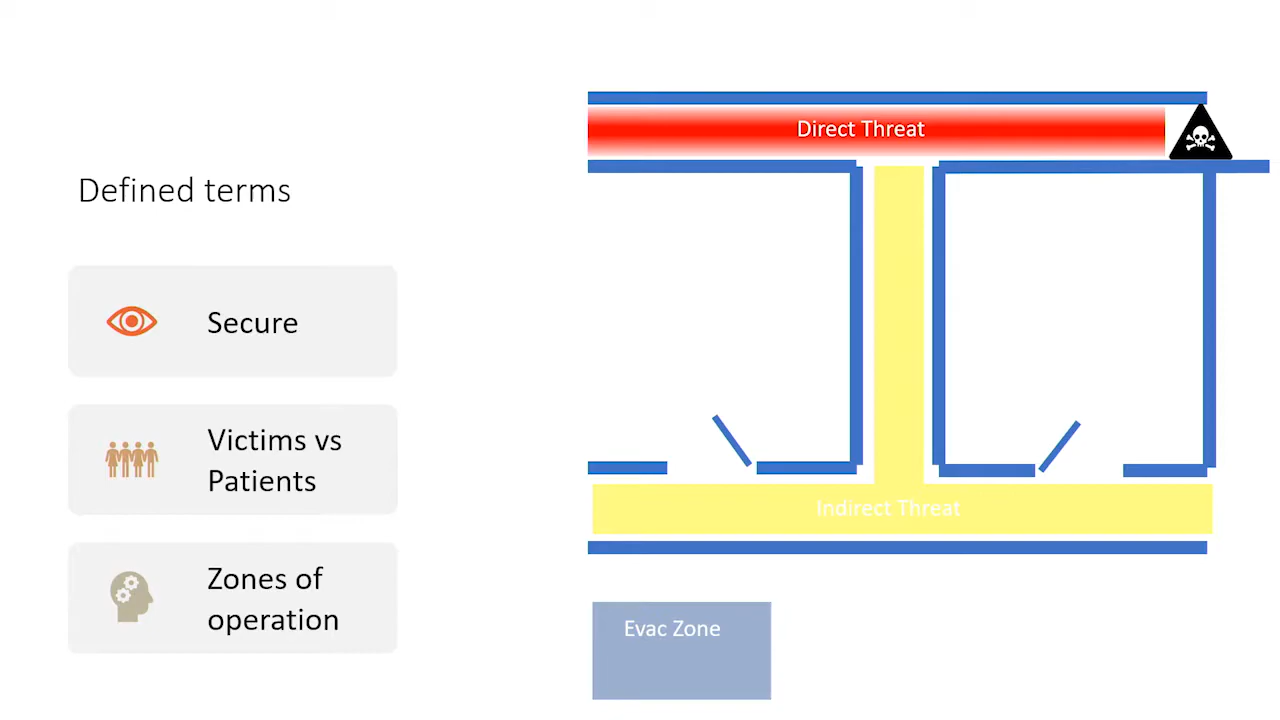 Defined terms
Secure
Victims vs
Patients
Zones of
operation
Direct Threat
Indirect Threat
Evac Zone